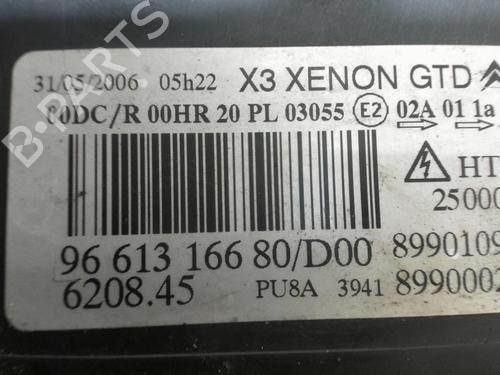 31/05/2006 05h22 X3 XENON GTD
DC/R 00HR 20 PL 03055 E2 02A 01 1a
HT
25000
96 613 166 80/D00 8990109
6208.45 PU8A 3941 8990002
B-PARTS